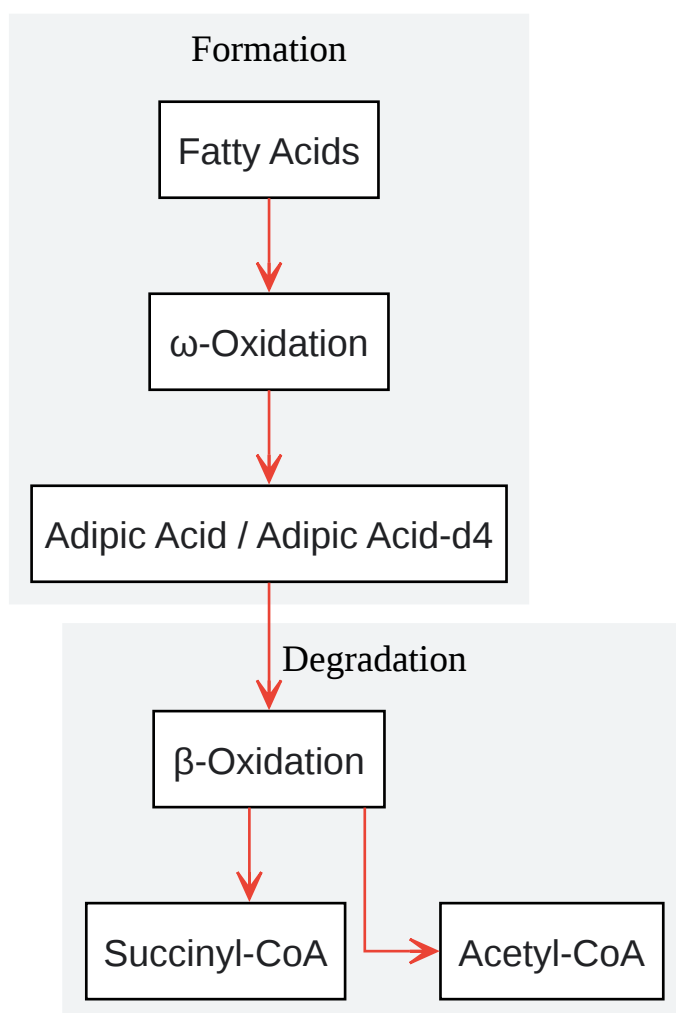 Formation
Fatty Acids
ω-Oxidation
Adipic Acid / Adipic Acid-d4
Degradation
β-Oxidation
Succinyl-CoA
Acetyl-CoA